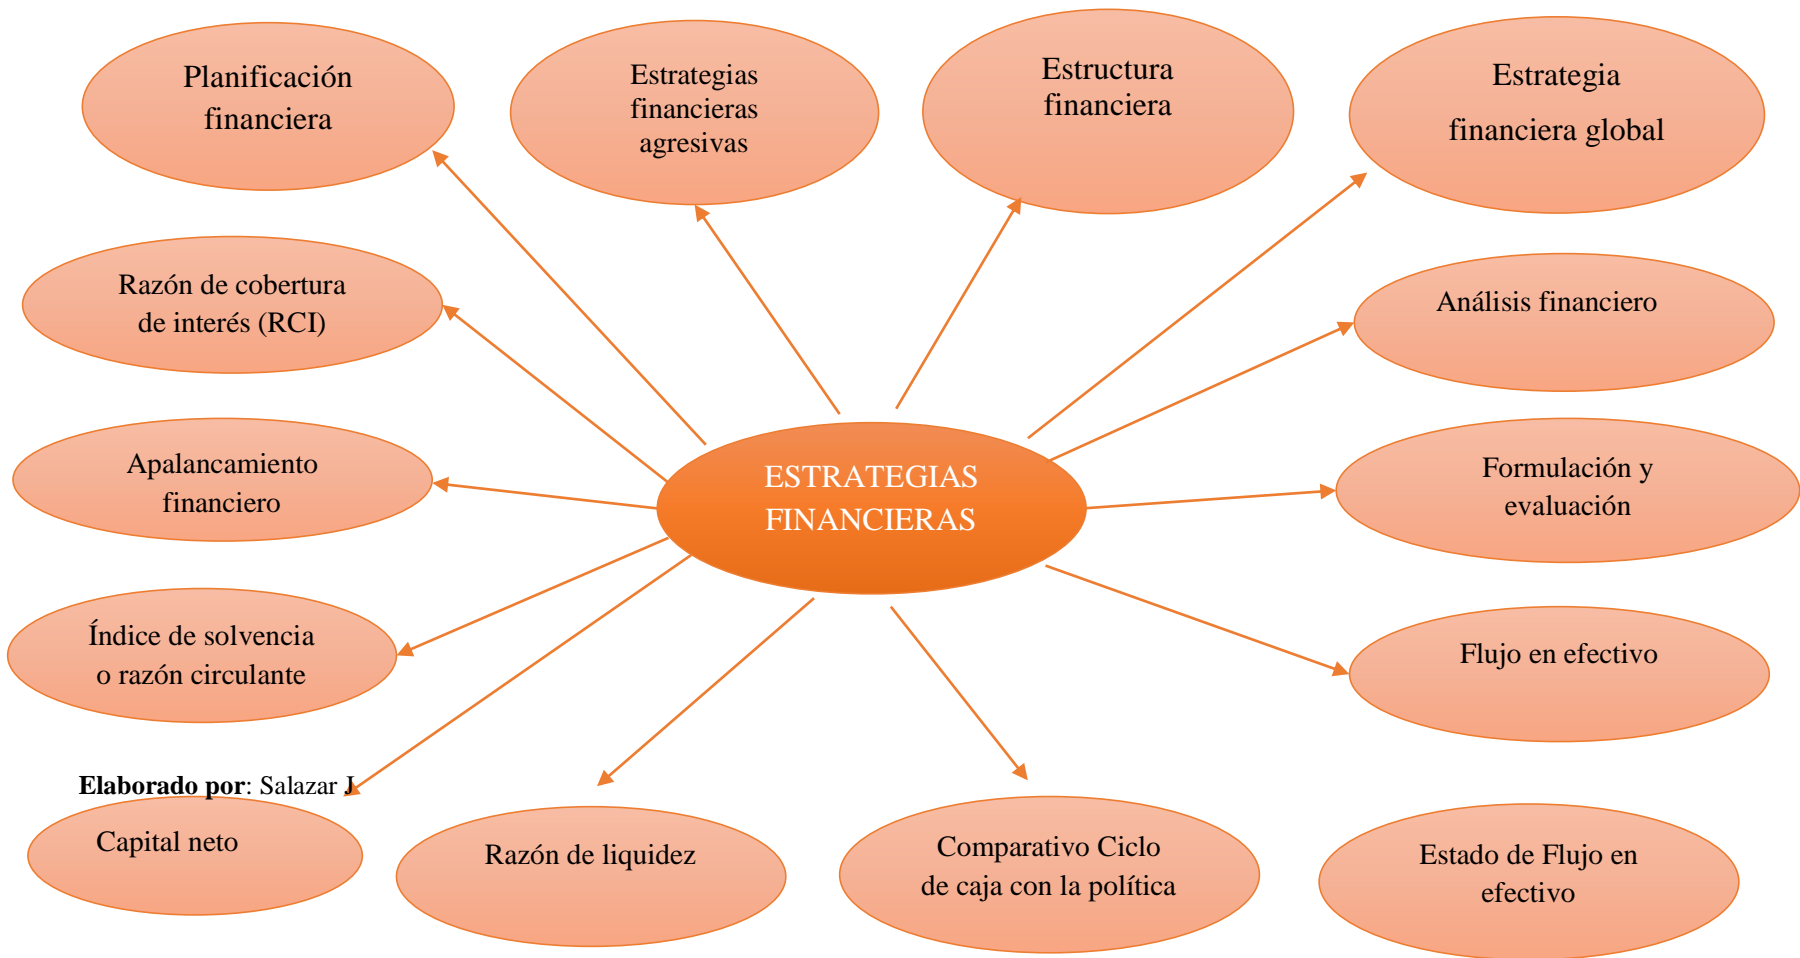 Planificación
financiera
Estrategias
financieras
agresivas
Estructura
financiera
Estrategia
financiera global
Razón de cobertura
de interés (RCI)
Análisis financiero
Apalancamiento
financiero
ESTRATEGIAS
FINANCIERAS
Formulación y
evaluación
Índice de solvencia
o razón circulante
Flujo en efectivo
Elaborado por: Salazar J
Capital neto
Razón de liquidez
Comparativo Ciclo
de caja con la política
Estado de Flujo en
efectivo